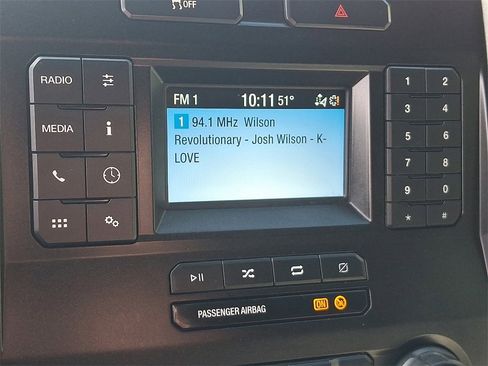 OFF
RADIO
MEDIA
i
FM 1 10:11 51°
1 94.1 MHz Wilson
Revolutionary - Josh Wilson - K-
LOVE
1 2
3 4
5 6
7 8
9 0
* #
PASSENGER AIRBAG ON